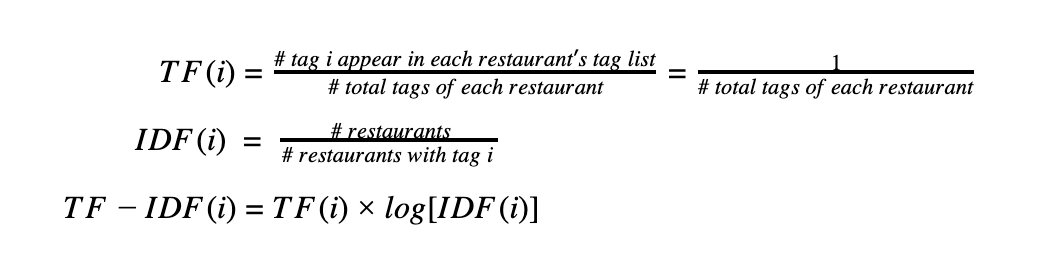 TF(i) = # tag i appear in each restaurant's tag list / # total tags of each restaurant = 1 / # total tags of each restaurant
IDF(i) = # restaurants / # restaurants with tag i
TF − IDF(i) = TF(i) × log[IDF(i)]